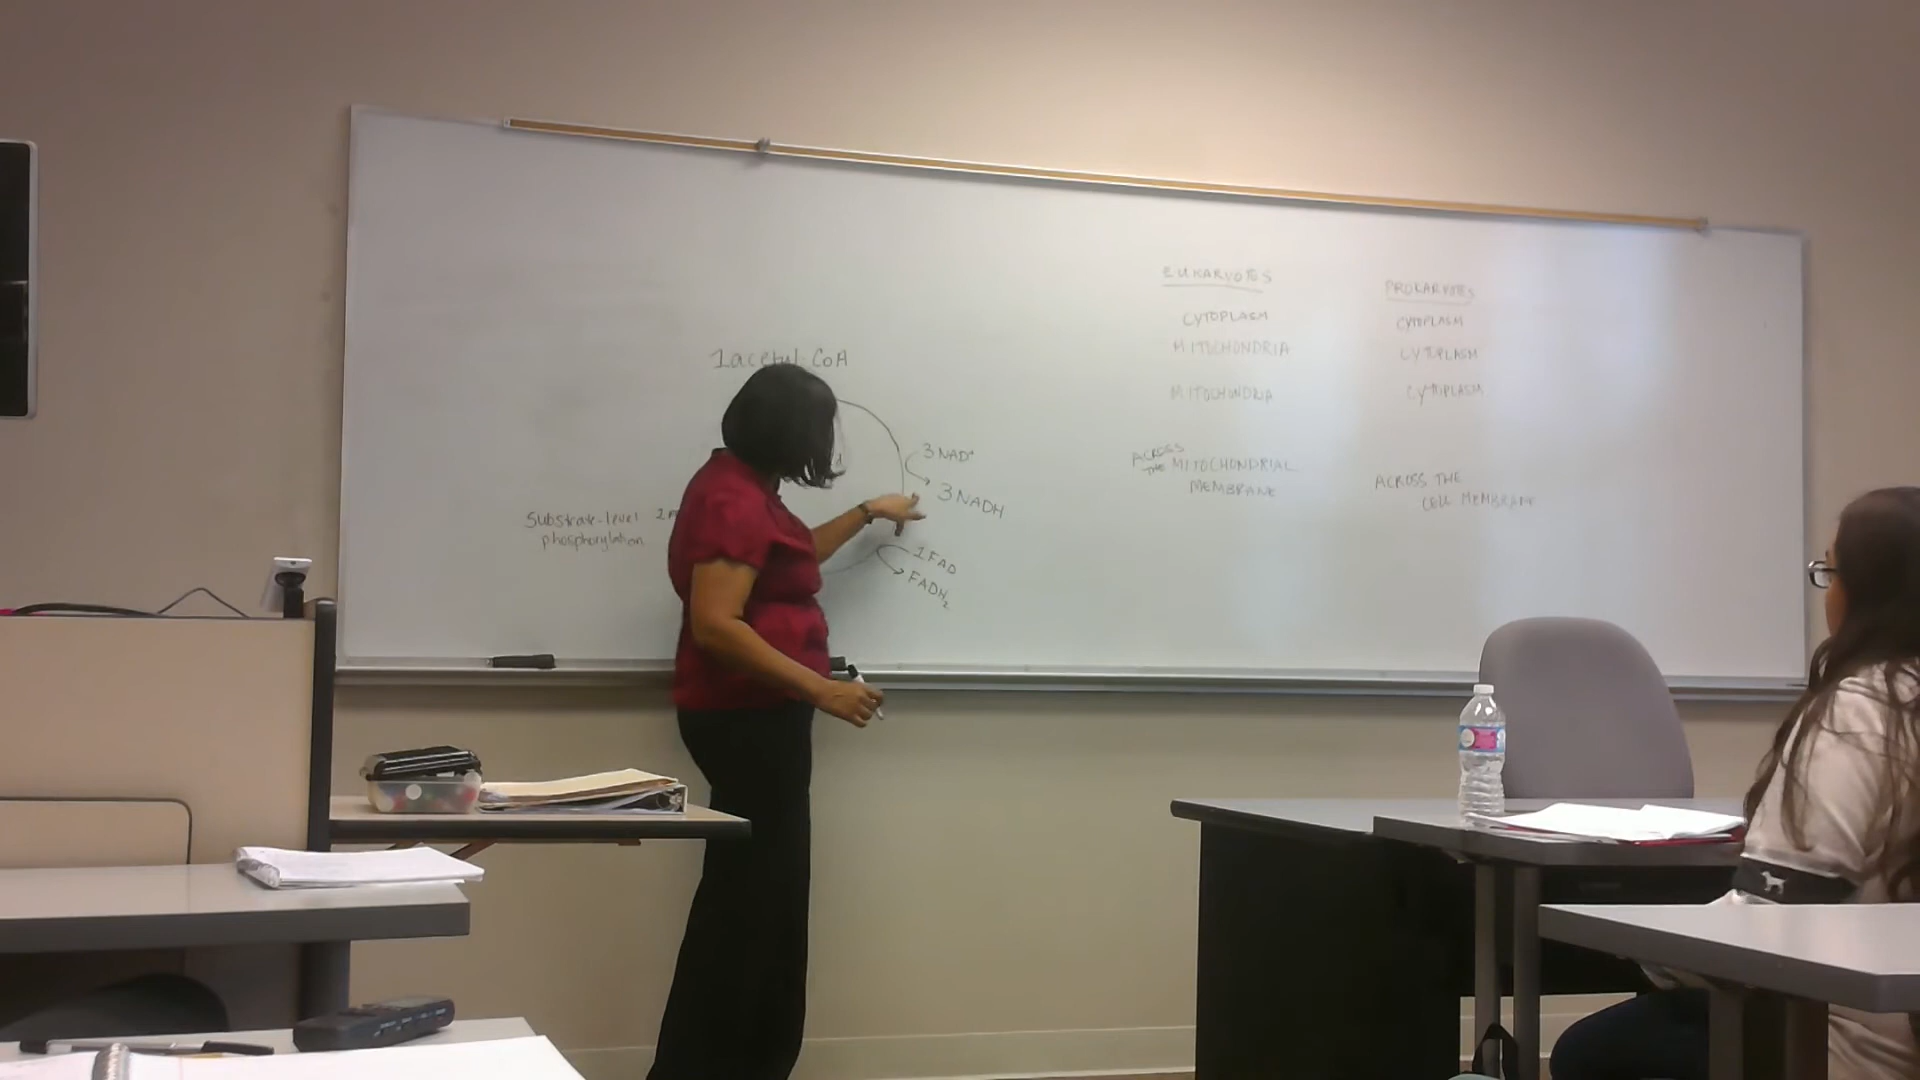 1 acetyl CoA
3 NAD+
3 NADH
1 FAD
FADH2
Substrate-level
phosphorylation
EUKARYOTES
CYTOPLASM
MITOCHONDRIA
MITOCHONDRIA
ACROSS
THE MITOCHONDRIAL
MEMBRANE
PROKARYOTES
CYTOPLASM
CYTOPLASM
CYTOPLASM
ACROSS THE
CELL MEMBRANE